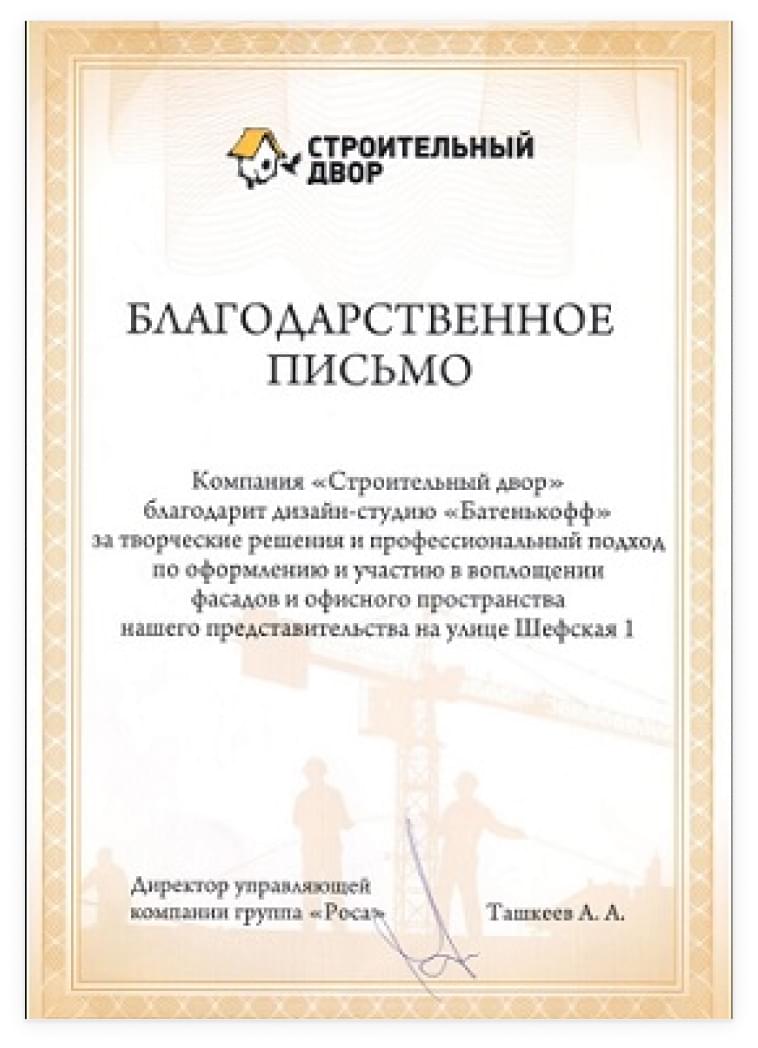 СТРОИТЕЛЬНЫЙ
ДВОР
БЛАГОДАРСТВЕННОЕ
ПИСЬМО
Компания «Строительный двор»
благодарит дизайн-студию «Батенькофф»
за творческие решения и профессиональный подход
по оформлению и участию в воплощении
фасадов и офисного пространства
нашего представительства на улице Шефская 1
Директор управляющей
компании группа «Роса»
Ташкеев А. А.